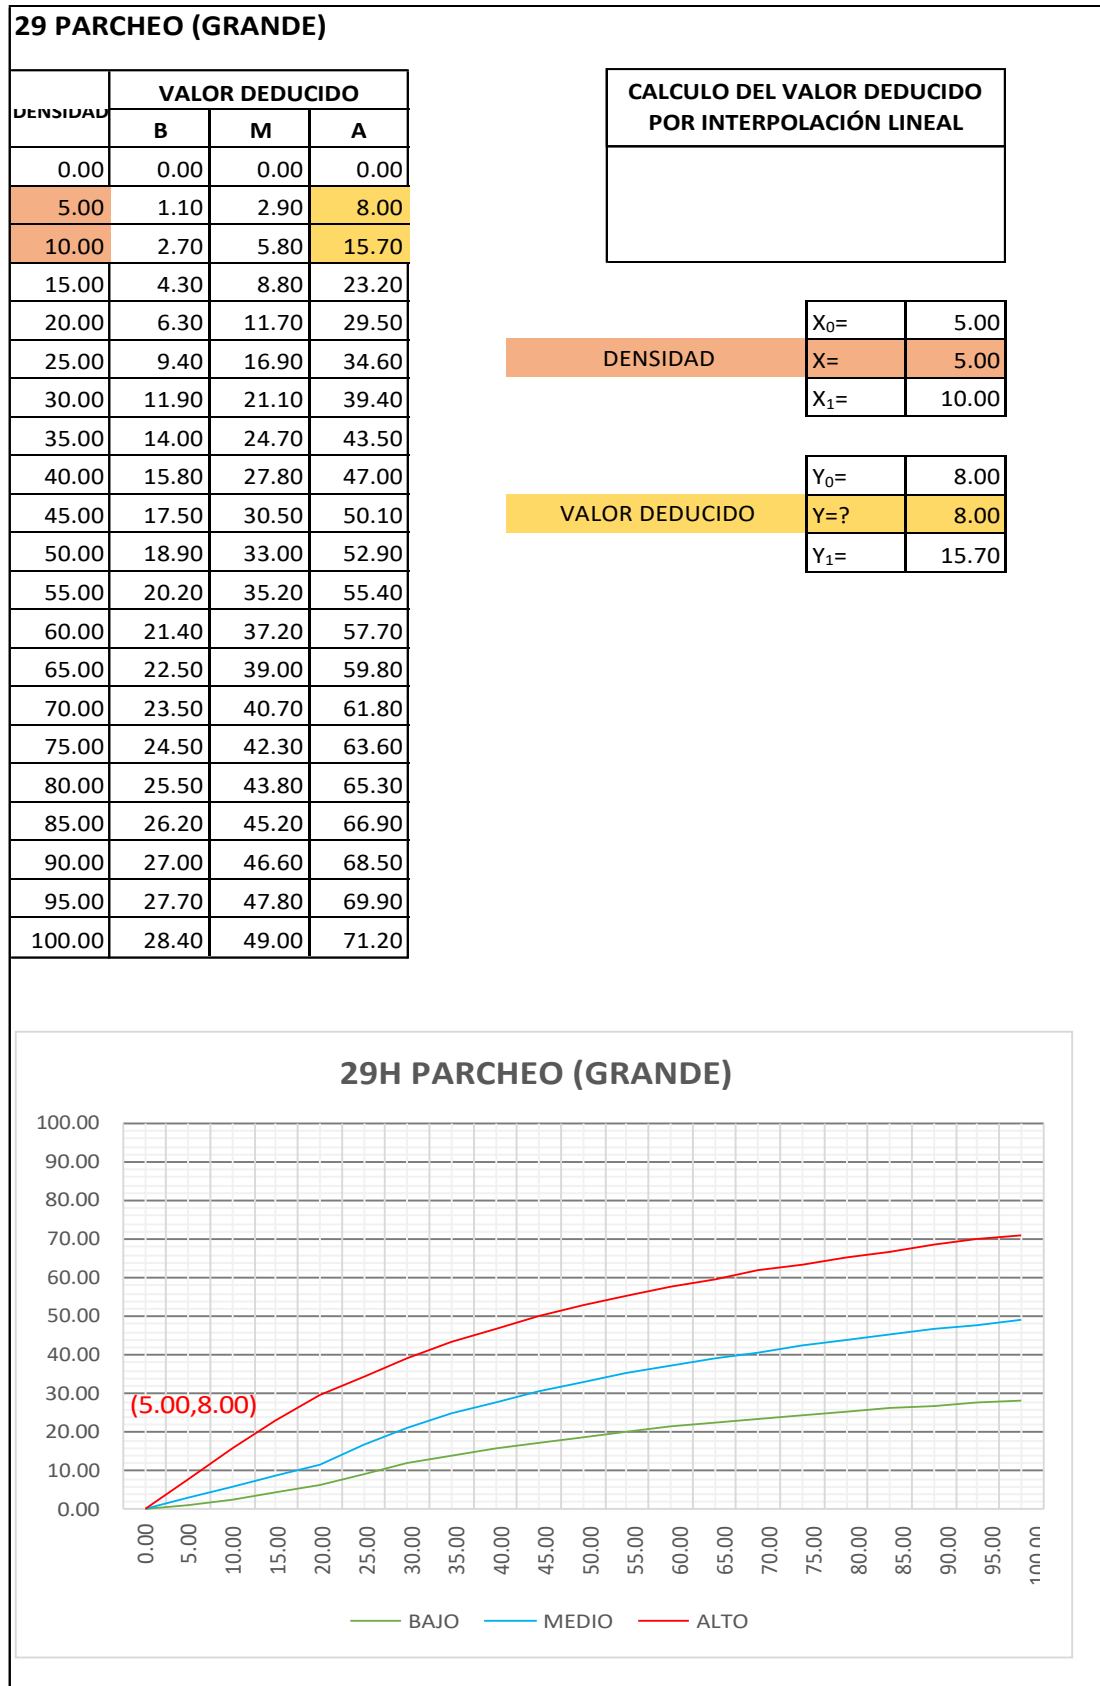 29 PARCHEO (GRANDE)
DENSIDAD
VALOR DEDUCIDO
B M A
0.00 0.00 0.00 0.00
5.00 1.10 2.90 8.00
10.00 2.70 5.80 15.70
15.00 4.30 8.80 23.20
20.00 6.30 11.70 29.50
25.00 9.40 16.90 34.60
30.00 11.90 21.10 39.40
35.00 14.00 24.70 43.50
40.00 15.80 27.80 47.00
45.00 17.50 30.50 50.10
50.00 18.90 33.00 52.90
55.00 20.20 35.20 55.40
60.00 21.40 37.20 57.70
65.00 22.50 39.00 59.80
70.00 23.50 40.70 61.80
75.00 24.50 42.30 63.60
80.00 25.50 43.80 65.30
85.00 26.20 45.20 66.90
90.00 27.00 46.60 68.50
95.00 27.70 47.80 69.90
100.00 28.40 49.00 71.20
CALCULO DEL VALOR DEDUCIDO
POR INTERPOLACIÓN LINEAL
X₀= 5.00
DENSIDAD X= 5.00
X₁= 10.00
Y₀= 8.00
VALOR DEDUCIDO Y=? 8.00
Y₁= 15.70
29H PARCHEO (GRANDE)
100.00
90.00
80.00
70.00
60.00
50.00
40.00
30.00
20.00
10.00
0.00
(5.00,8.00)
0.00 5.00 10.00 15.00 20.00 25.00 30.00 35.00 40.00 45.00 50.00 55.00 60.00 65.00 70.00 75.00 80.00 85.00 90.00 95.00 100.00
BAJO MEDIO ALTO